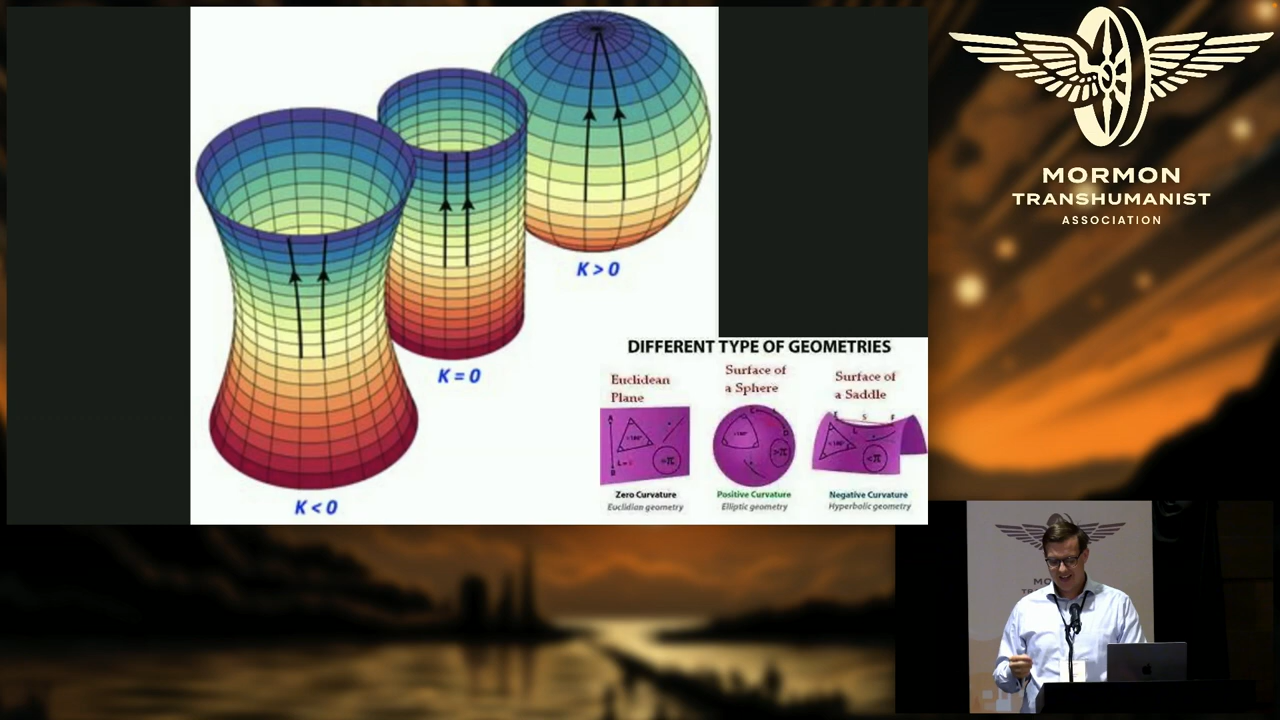 K < 0
K = 0
K > 0
DIFFERENT TYPE OF GEOMETRIES
Euclidean
Plane
Surface of
a Sphere
Surface of
a Saddle
Zero Curvature
Euclidian geometry
Positive Curvature
Elliptic geometry
Negative Curvature
Hyperbolic geometry
MORMON
TRANSHUMANIST
ASSOCIATION